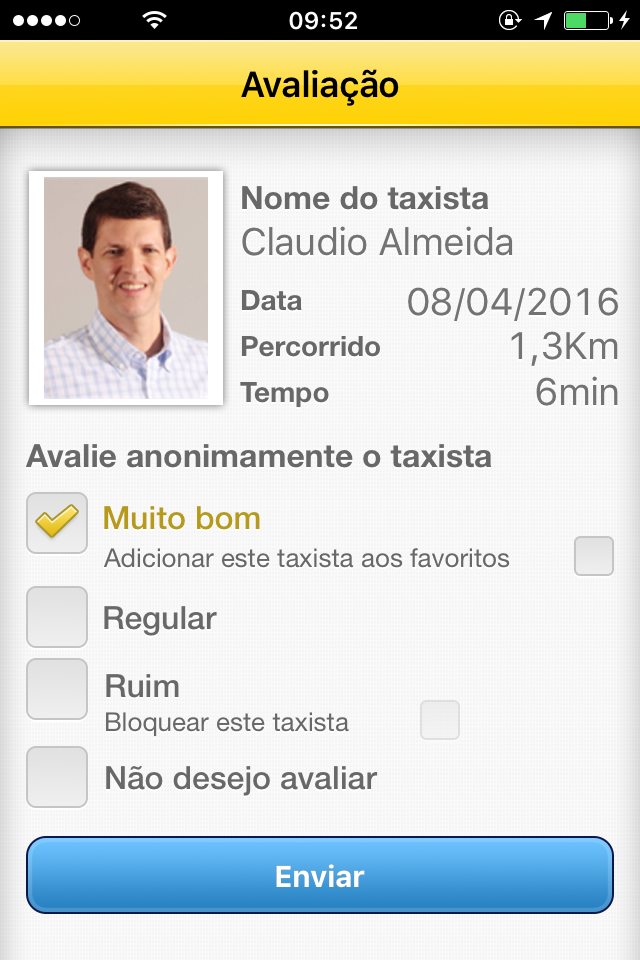 09:52
Avaliação
Nome do taxista
Claudio Almeida
Data 08/04/2016
Percorrido 1,3Km
Tempo 6min
Avalie anonimamente o taxista
Muito bom
Adicionar este taxista aos favoritos
Regular
Ruim
Bloquear este taxista
Não desejo avaliar
Enviar